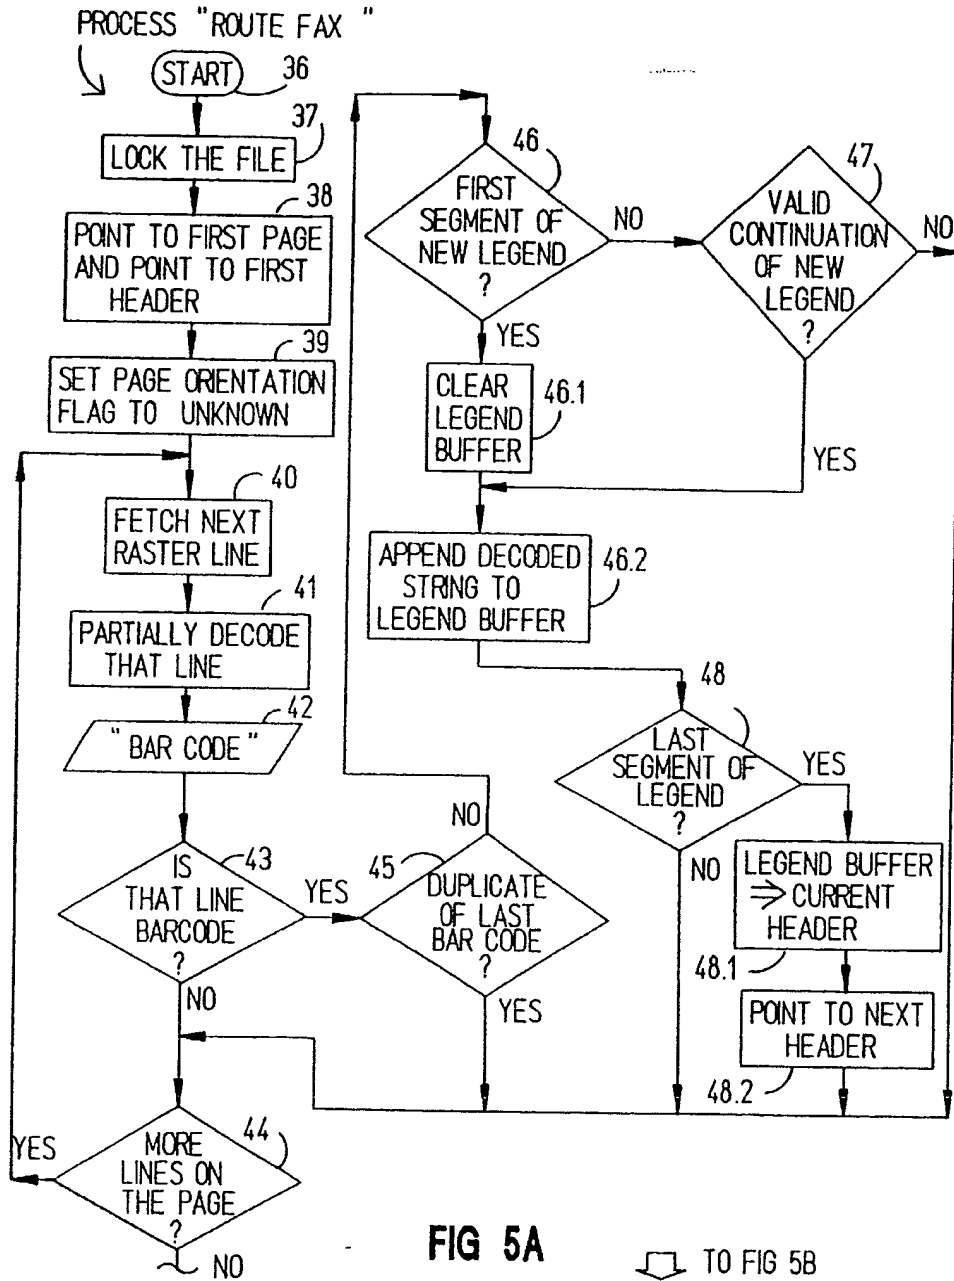 PROCESS "ROUTE FAX "
START
36
37
LOCK THE FILE
38
POINT TO FIRST PAGE
AND POINT TO FIRST
HEADER
39
SET PAGE ORIENTATION
FLAG TO UNKNOWN
40
FETCH NEXT
RASTER LINE
41
PARTIALLY DECODE
THAT LINE
42
" BAR CODE "
43
IS
THAT LINE
BARCODE
?
YES
NO
44
MORE
LINES ON
THE PAGE
?
YES
NO
45
DUPLICATE
OF LAST
BAR CODE
?
NO
YES
46
FIRST
SEGMENT OF
NEW LEGEND
?
NO
YES
47
VALID
CONTINUATION
OF NEW
LEGEND
?
NO
YES
CLEAR
LEGEND
BUFFER
46.1
APPEND DECODED
STRING TO
LEGEND BUFFER
46.2
48
LAST
SEGMENT OF
LEGEND
?
YES
NO
LEGEND BUFFER
⇒ CURRENT
HEADER
48.1
POINT TO NEXT
HEADER
48.2
FIG 5A
TO FIG 5B